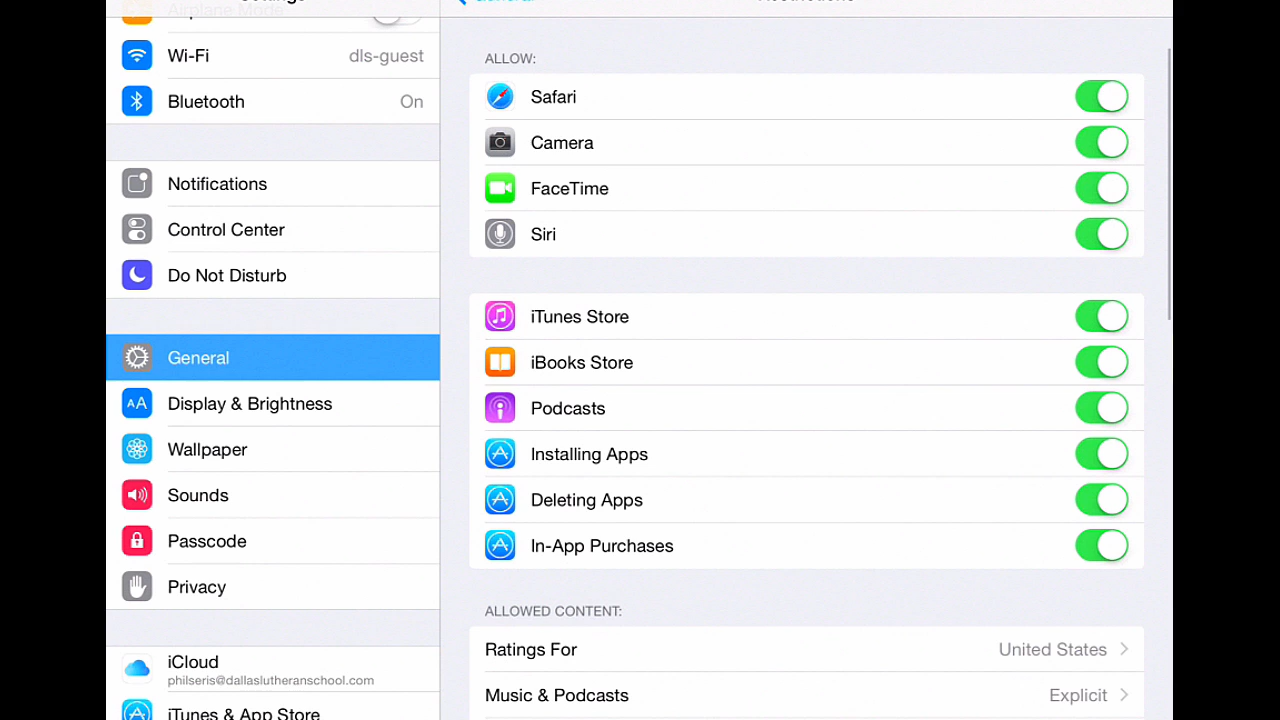 Airplane Mode
Wi-Fi
dls-guest
Bluetooth
On
Notifications
Control Center
Do Not Disturb
General
Display & Brightness
Wallpaper
Sounds
Passcode
Privacy
iCloud
philseris@dallaslutheranschool.com
iTunes & App Store
ALLOW:
Safari
Camera
FaceTime
Siri
iTunes Store
iBooks Store
Podcasts
Installing Apps
Deleting Apps
In-App Purchases
ALLOWED CONTENT:
Ratings For
United States
Music & Podcasts
Explicit